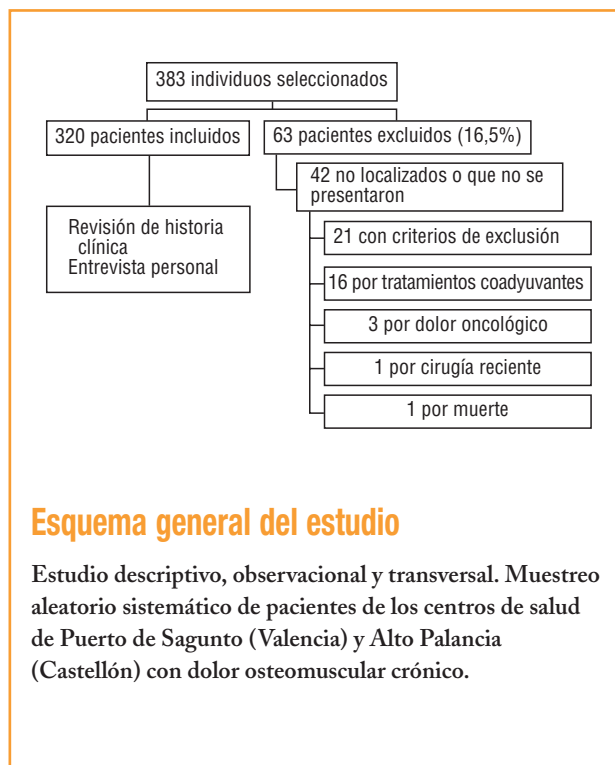 383 individuos seleccionados
320 pacientes incluidos
63 pacientes excluidos (16,5%)
42 no localizados o que no se
presentaron
Revisión de historia
clínica
Entrevista personal
21 con criterios de exclusión
16 por tratamientos coadyuvantes
3 por dolor oncológico
1 por cirugía reciente
1 por muerte
Esquema general del estudio
Estudio descriptivo, observacional y transversal. Muestreo
aleatorio sistemático de pacientes de los centros de salud
de Puerto de Sagunto (Valencia) y Alto Palancia
(Castellón) con dolor osteomuscular crónico.